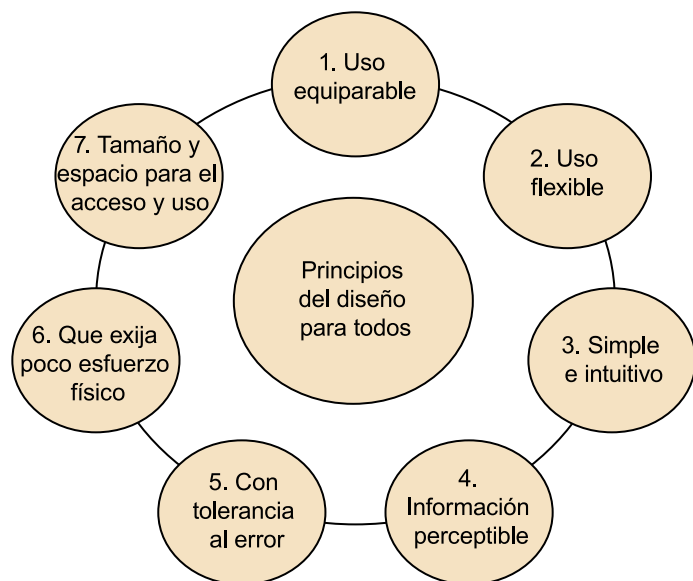 1. Uso
equiparable
2. Uso
flexible
3. Simple
e intuitivo
4.
Información
perceptible
5. Con
tolerancia
al error
6. Que exija
poco esfuerzo
físico
7. Tamaño y
espacio para el
acceso y uso
Principios
del diseño
para todos